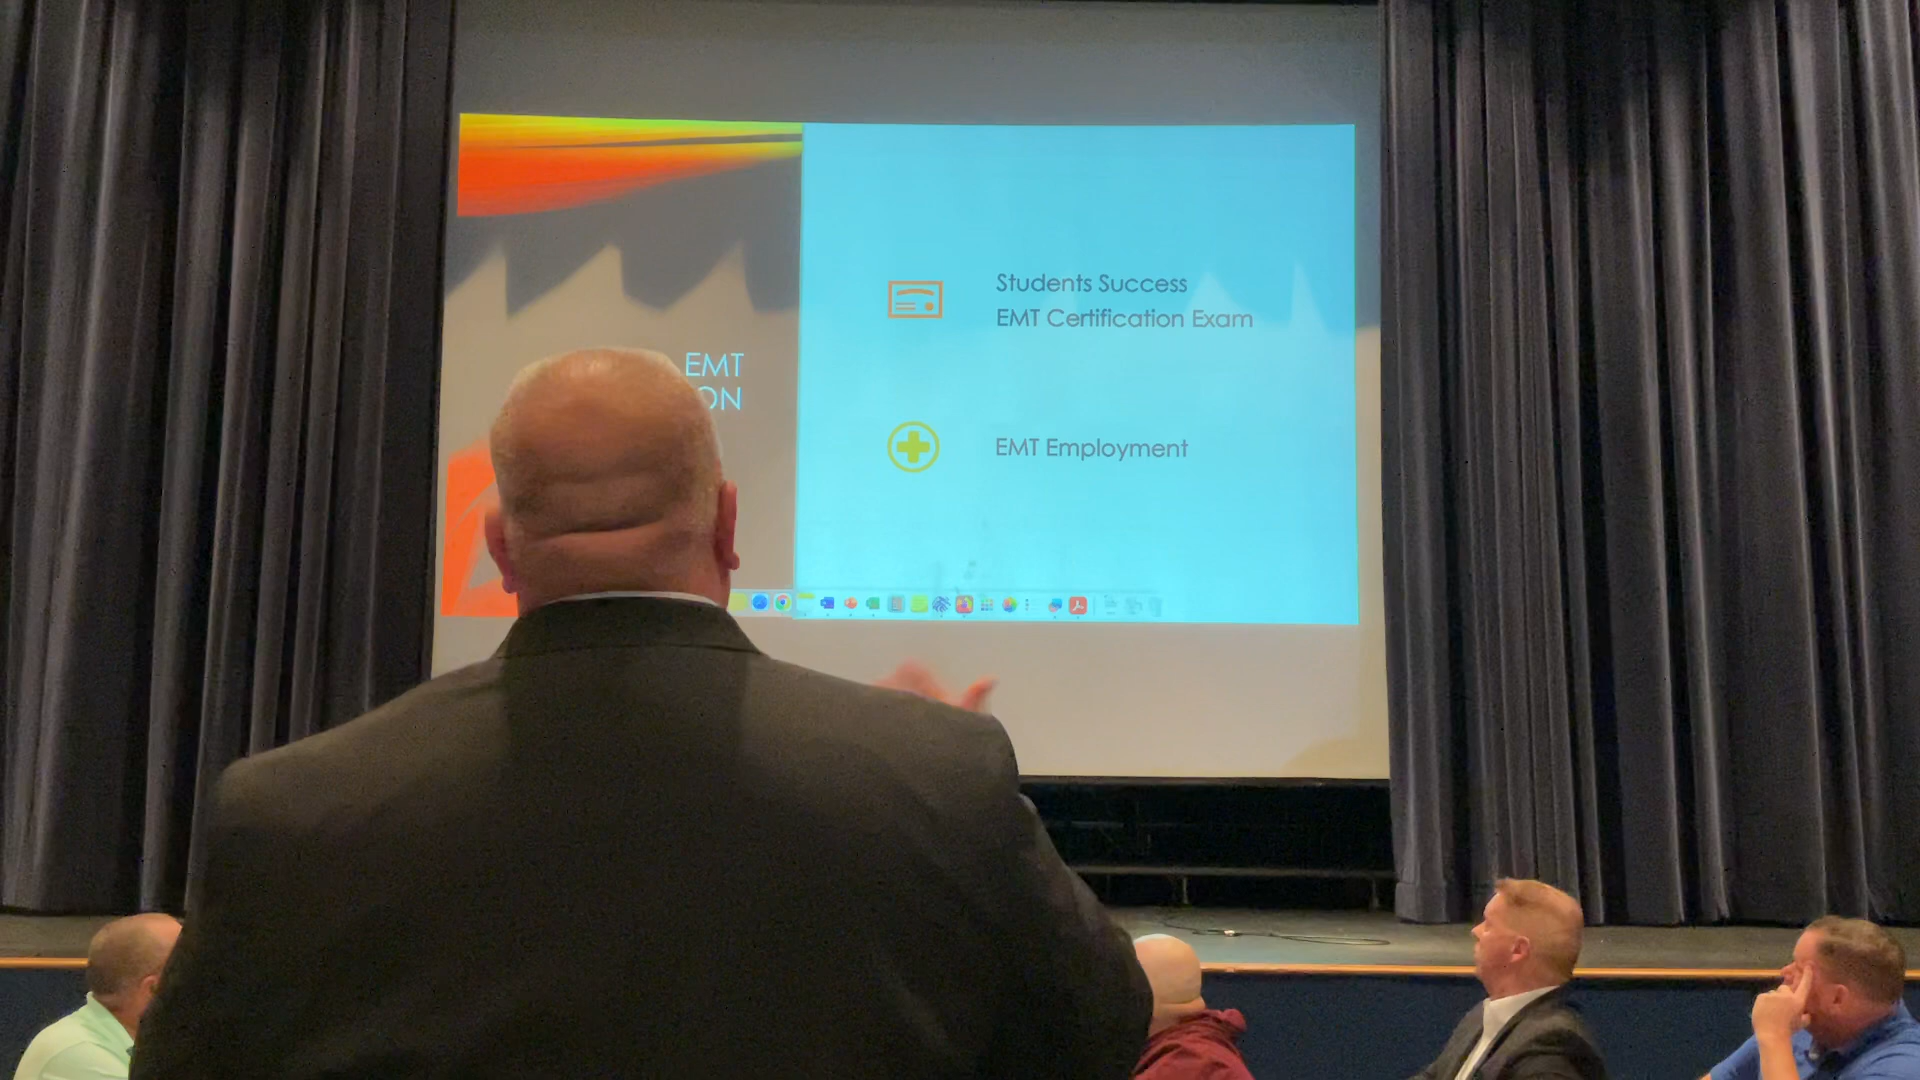 EMT
ON
Students Success
EMT Certification Exam
EMT Employment